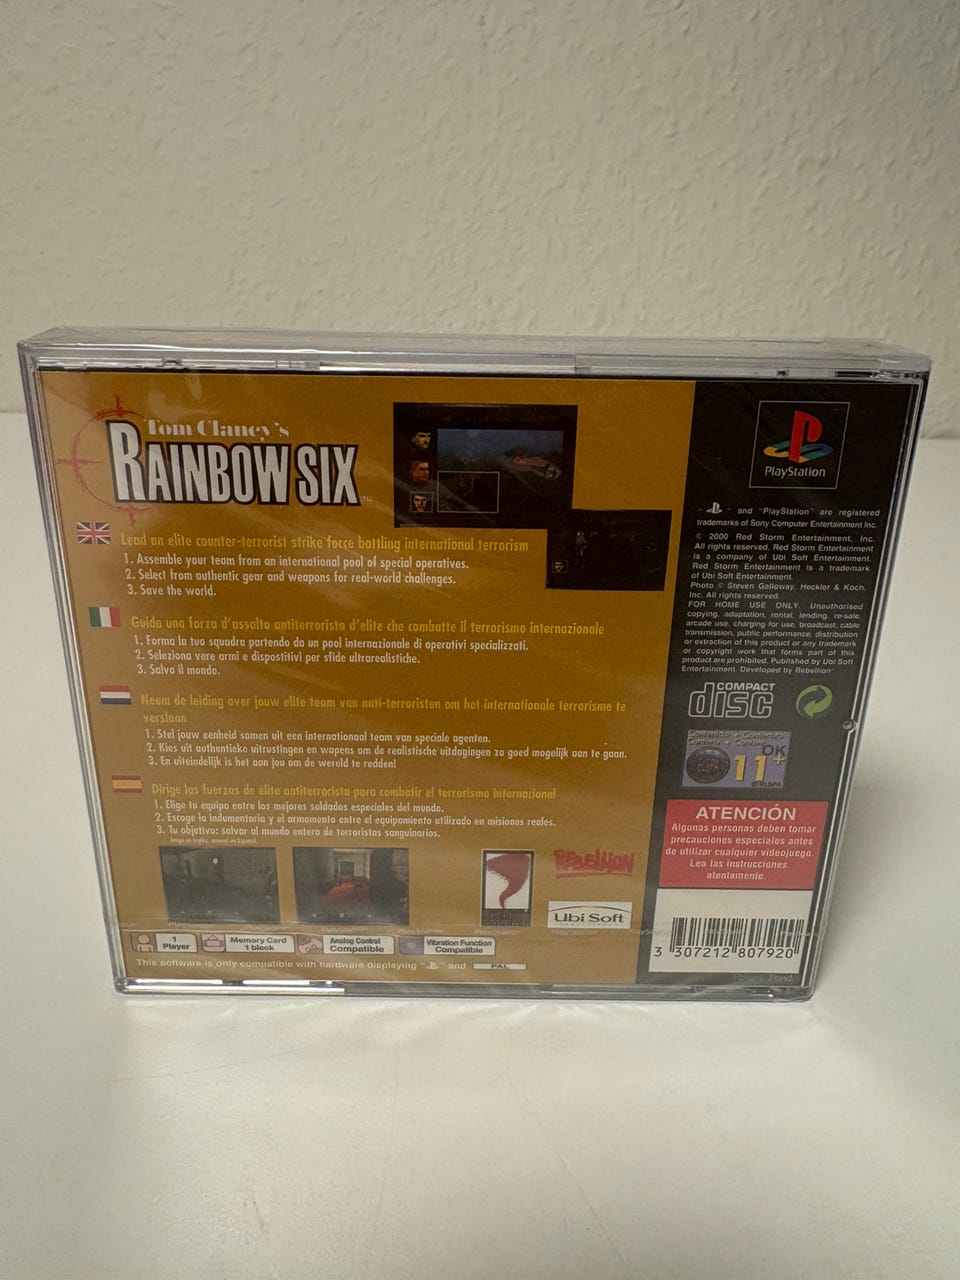 Tom Clancy's
RAINBOW SIX
Lead an elite counter-terrorist strike force battling international terrorism
1. Assemble your team from an international pool of special operatives.
2. Select from authentic gear and weapons for real-world challenges.
3. Save the world.
Guida una forza d'assalto antiterrorista d'elite che combatte il terrorismo internazionale
1. Forma la tua squadra partendo da un pool internazionale di operativi specializzati.
2. Seleziona vere armi e dispostitivi per sfide ultrarealistiche.
3. Salva il mondo.
Neem de leiding over jouw elite team van anti-terroristen om het internationale terrorisme te
verslaan
1. Stel jouw eenheid samen uit een internationaal team van speciale agenten.
2. Kies uit authentieke uitrustingen en wapens om de realistische uitdagingen zo goed mogelijk aan te gaan.
3. En uiteindelijk is het aan jou om de wereld te redden!
Dirige las fuerzas de élite antiterrorista para combatir el terrorismo internacional
1. Elige tu equipo entre los mejores soldados especiales del mundo.
2. Escoge la indumentaria y el armamento entre el equipamiento utilizado en misiones reales.
3. Tu objetivo: salvar al mundo entero de terroristas sanguinarios.
Juego en Inglés, manual en Español.
REBELLION
Ubi Soft
1
Player
Memory Card
1 block
Analog Control
Compatible
Vibration Function
Compatible
This software is only compatible with hardware displaying " " and PAL
PlayStation
" " and "PlayStation" are registered
trademarks of Sony Computer Entertainment Inc.
© 2000 Red Storm Entertainment, Inc.
All rights reserved. Red Storm Entertainment
is a company of Ubi Soft Entertainment.
Red Storm Entertainment is a trademark
of Ubi Soft Entertainment.
Photo © Steven Galloway, Heckler & Koch,
Inc. All rights reserved.
FOR HOME USE ONLY. Unauthorised
copying, adaptation, rental, lending, re-sale,
arcade use, charging for use, broadcast, cable
transmission, public performance, distribution
or extraction of this product or any trademark
or copyright work that forms part of this
product are prohibited. Published by Ubi Soft
Entertainment. Developed by Rebellion
COMPACT
disc
Contenido • Contenuto
Content
ELSPA
11+
OK
ATENCIÓN
Algunas personas deben tomar
precauciones especiales antes
de utilizar cualquier videojuego.
Lea las instrucciones
atentamente.
3 307212 807920